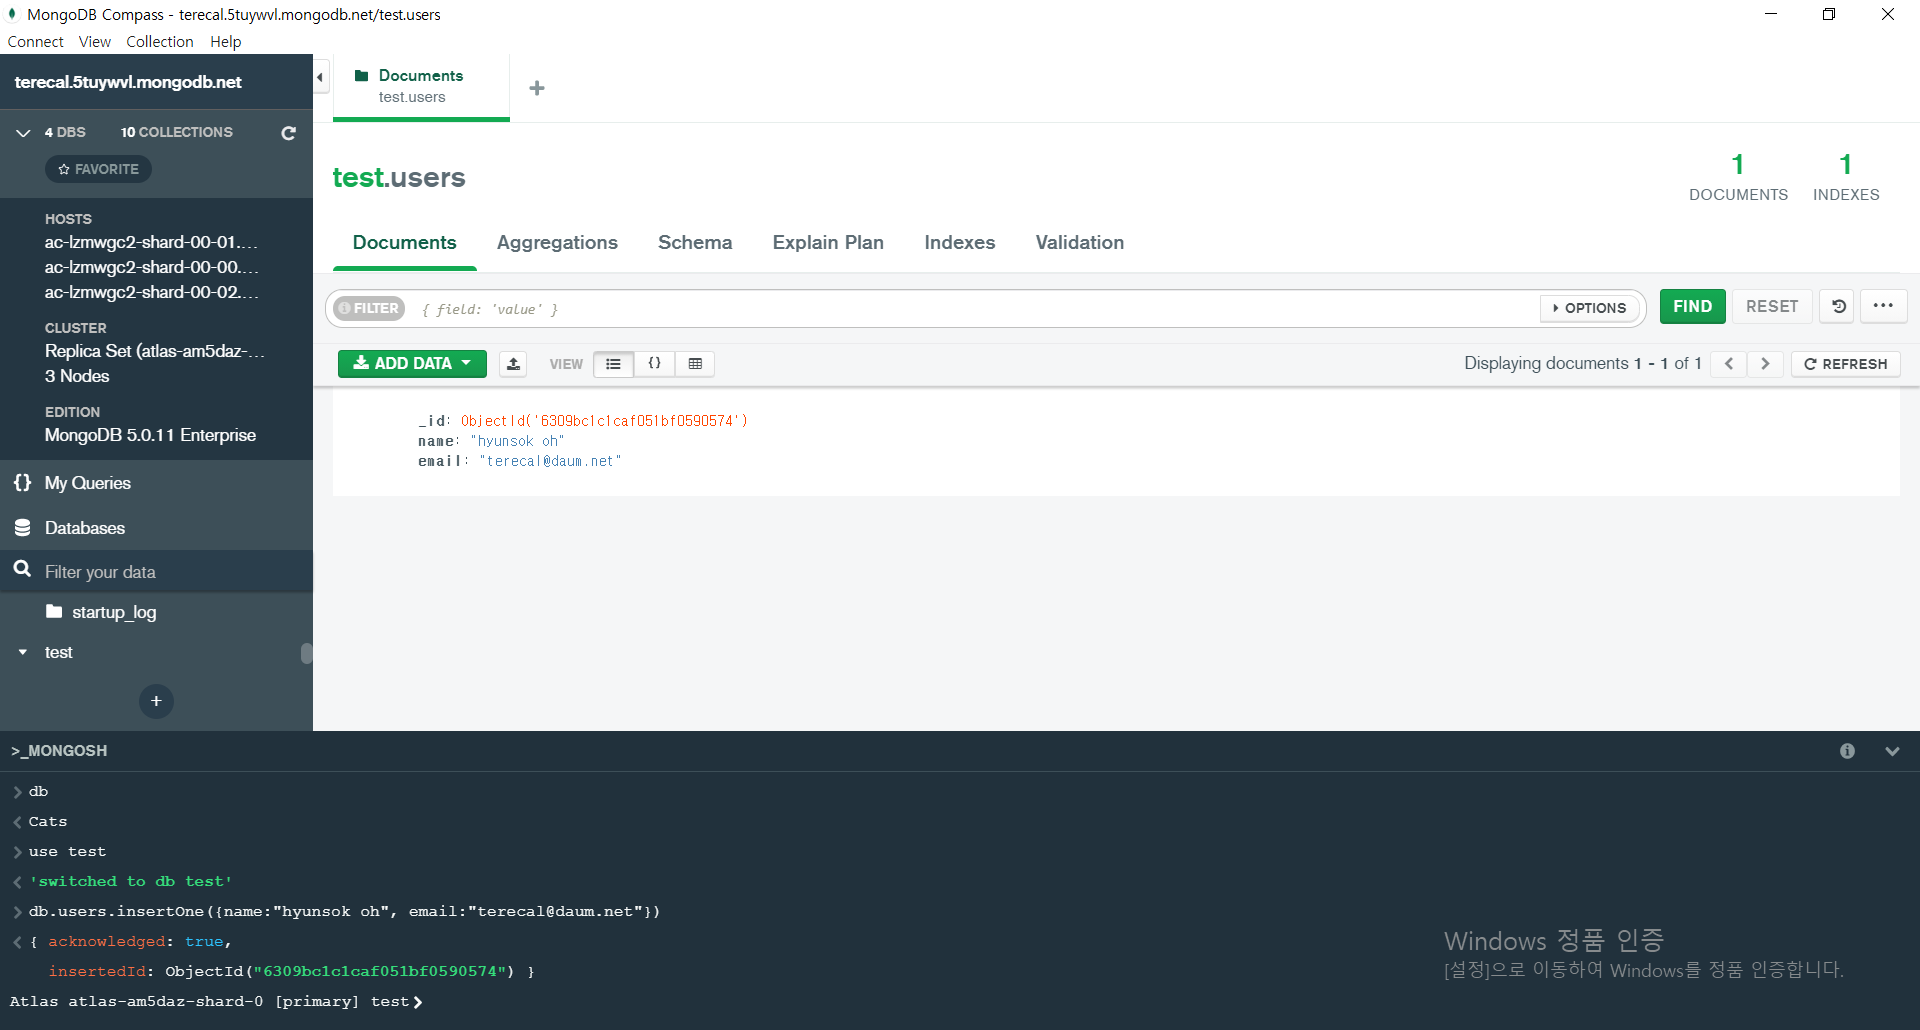 MongoDB Compass - terecal.5tuywvl.mongodb.net/test.users
Connect View Collection Help
terecal.5tuywvl.mongodb.net
4 DBS 10 COLLECTIONS
FAVORITE
HOSTS
ac-lzmwgc2-shard-00-01....
ac-lzmwgc2-shard-00-00....
ac-lzmwgc2-shard-00-02....
CLUSTER
Replica Set (atlas-am5daz-...
3 Nodes
EDITION
MongoDB 5.0.11 Enterprise
{} My Queries
Databases
Filter your data
startup_log
test
+
Documents
test.users
+
test.users
1 DOCUMENTS
1 INDEXES
Documents Aggregations Schema Explain Plan Indexes Validation
FILTER { field: 'value' } OPTIONS FIND RESET ...
ADD DATA VIEW {} Displaying documents 1 - 1 of 1 REFRESH
_id: ObjectId('6309bc1c1caf051bf0590574')
name: "hyunsok oh"
email: "terecal@daum.net"
>_MONGOSH
> db
< Cats
> use test
< 'switched to db test'
> db.users.insertOne({name:"hyunsok oh", email:"terecal@daum.net"})
< { acknowledged: true,
insertedId: ObjectId("6309bc1c1caf051bf0590574") }
Atlas atlas-am5daz-shard-0 [primary] test>
Windows 정품 인증
[설정]으로 이동하여 Windows를 정품 인증합니다.